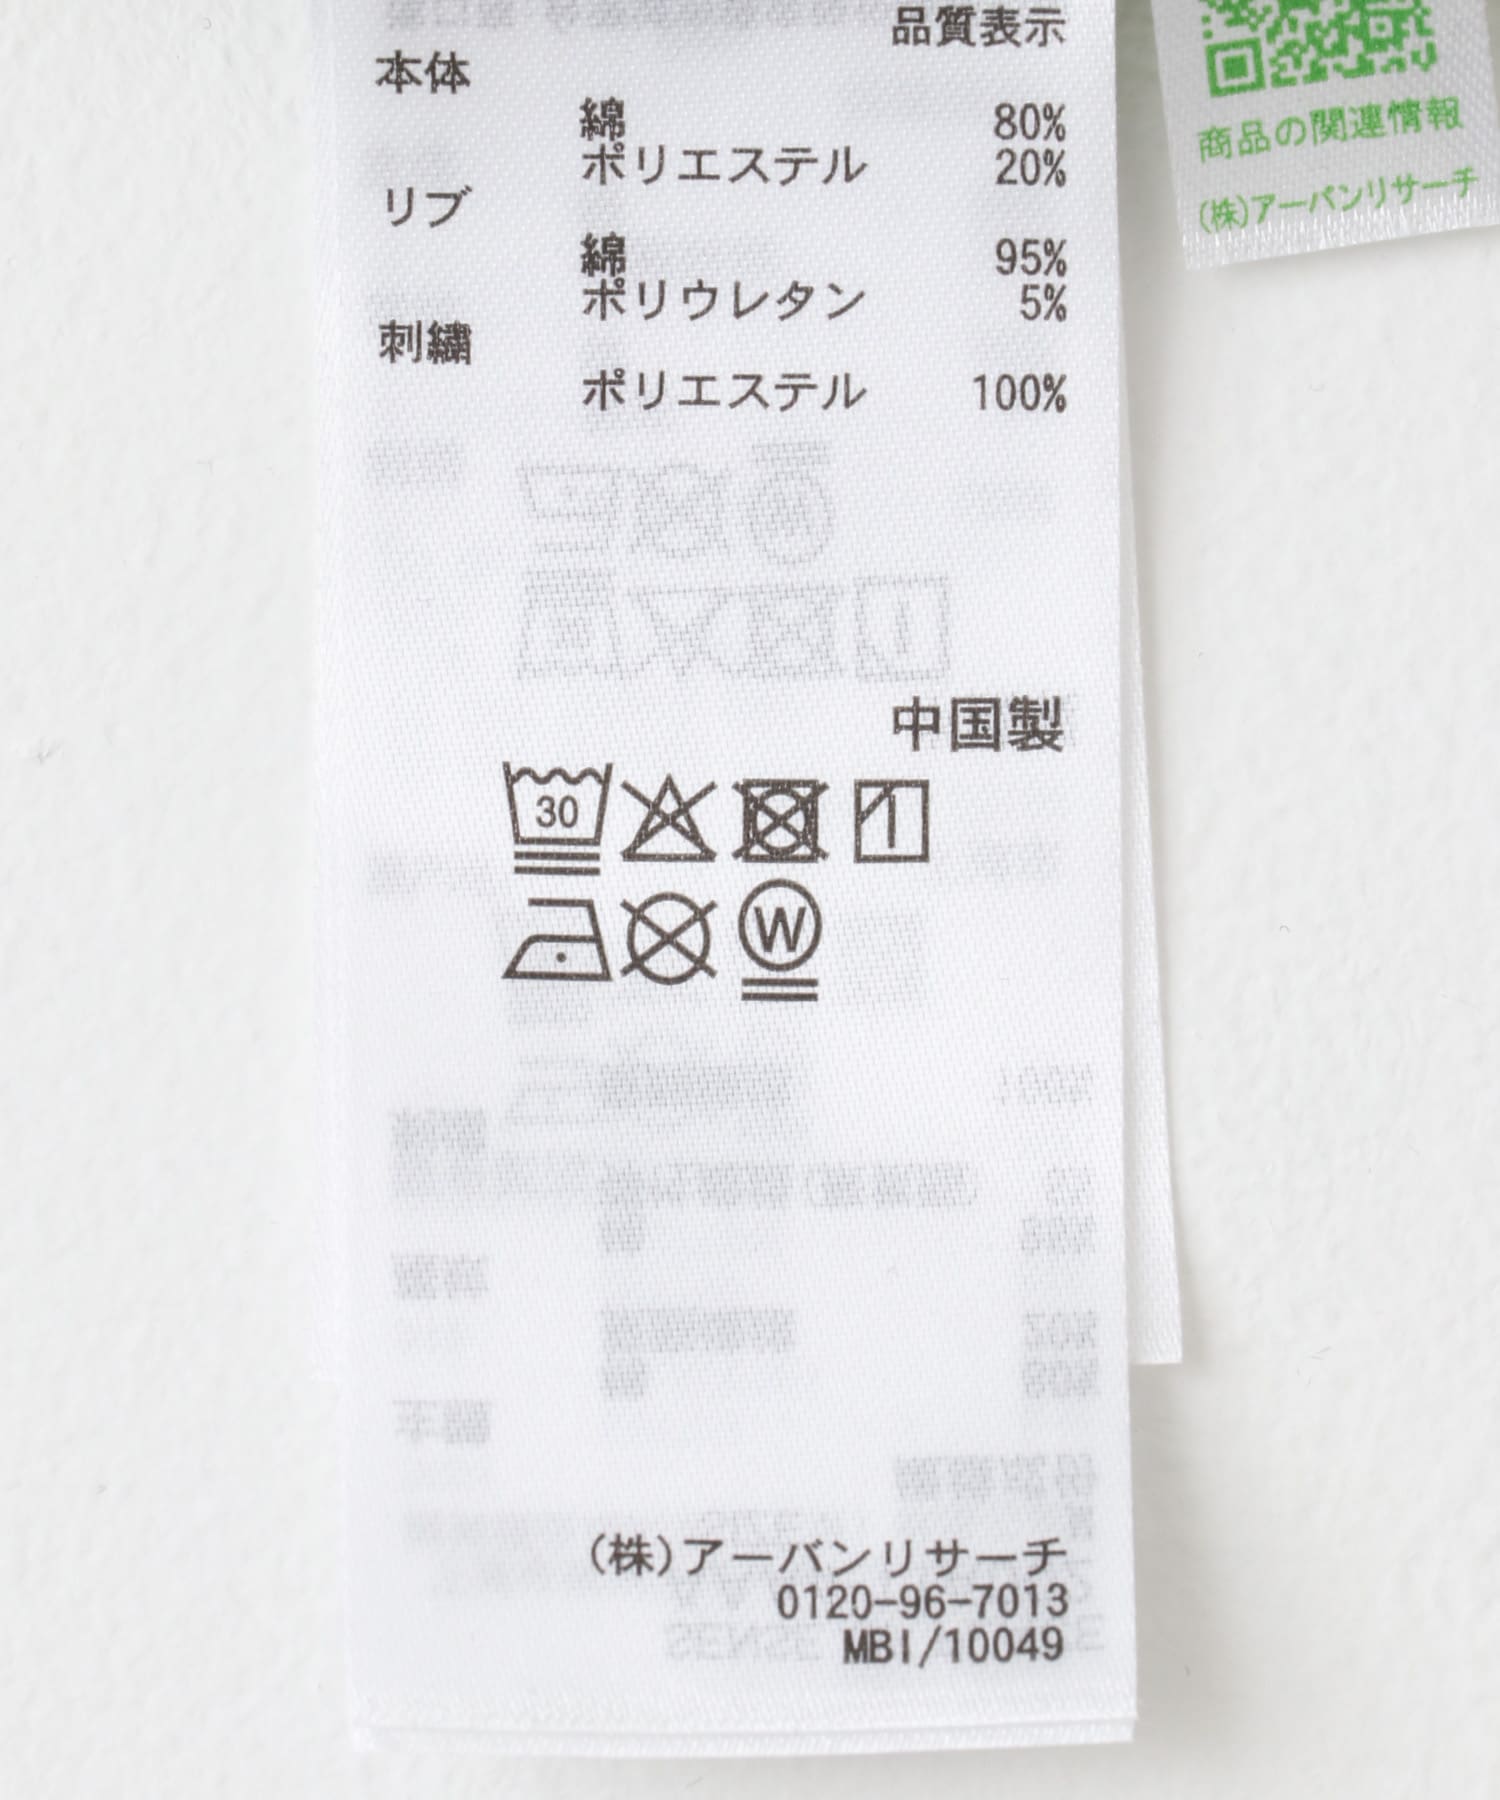 品質表示
本体
綿 80%
ポリエステル 20%
リブ
綿 95%
ポリウレタン 5%
刺繍
ポリエステル 100%
中国製
30
W
(株)アーバンリサーチ
0120-96-7013
MBI/10049
商品の関連情報
(株)アーバンリサーチ